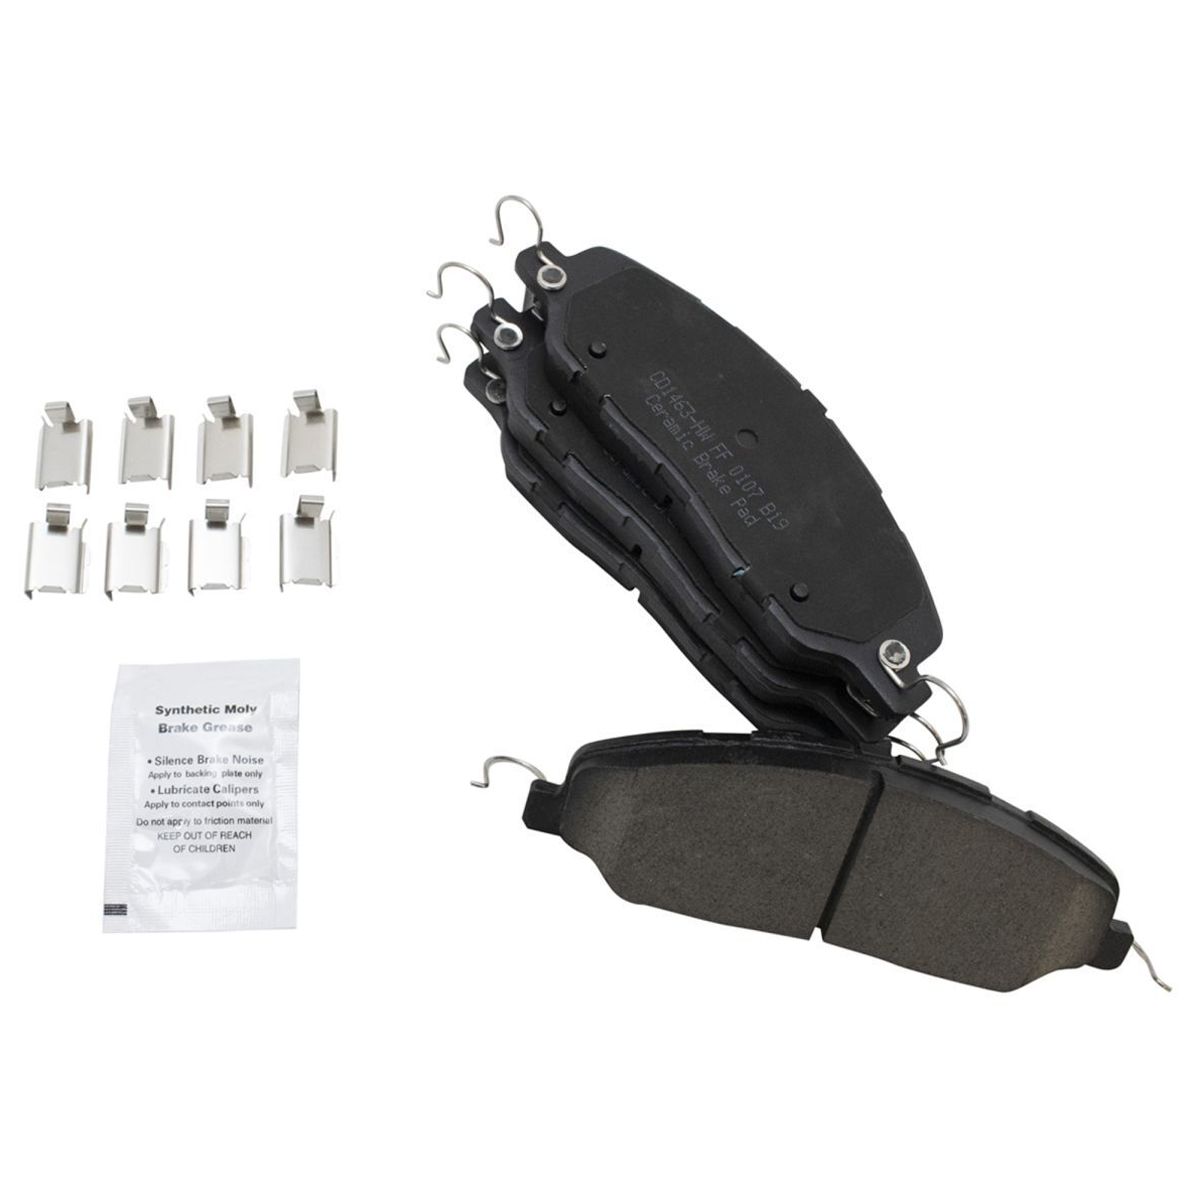 CD1463-HW FF 0107 B19
Ceramic Brake Pad
Synthetic Moly
Brake Grease
• Silence Brake Noise
Apply to backing plate only
• Lubricate Calipers
Apply to contact points only
Do not apply to friction material
KEEP OUT OF REACH
OF CHILDREN